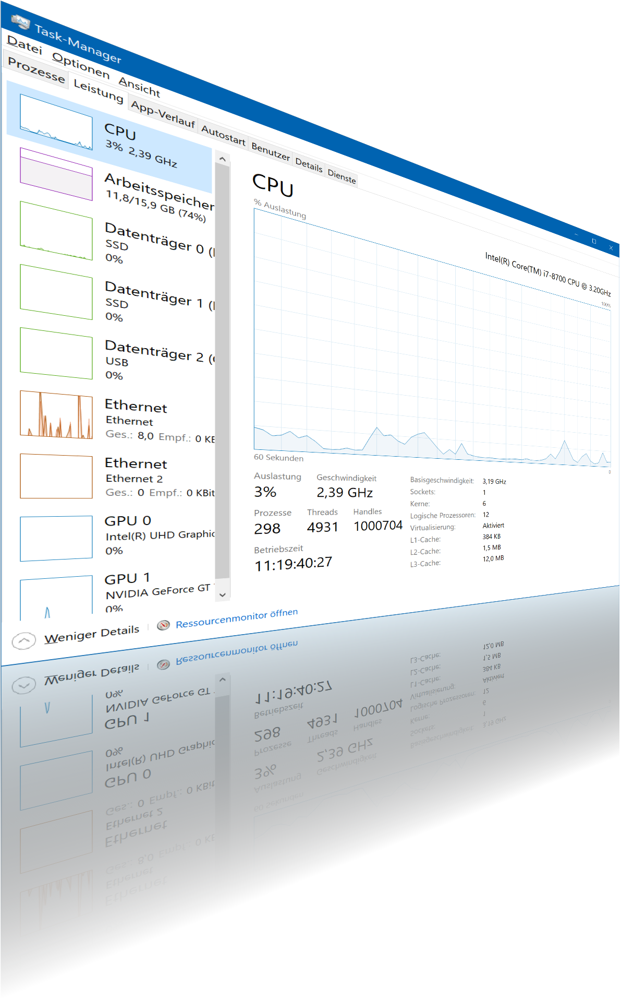 Task-Manager
Datei Optionen Ansicht
Prozesse Leistung App-Verlauf Autostart Benutzer Details Dienste
CPU
3% 2,39 GHz
Arbeitsspeicher
11,8/15,9 GB (74%)
Datenträger 0 (
SSD
0%
Datenträger 1 (
SSD
0%
Datenträger 2 (
USB
0%
Ethernet
Ethernet
Ges.: 8,0 Empf.: 0 KB
Ethernet
Ethernet 2
Ges.: 0 Empf.: 0 KBit
GPU 0
Intel(R) UHD Graphic
0%
GPU 1
NVIDIA GeForce GT
0%
CPU
Intel(R) Core(TM) i7-8700 CPU @ 3.20GHz
% Auslastung
100%
60 Sekunden
0
Auslastung Geschwindigkeit
3% 2,39 GHz
Prozesse Threads Handles
298 4931 1000704
Betriebszeit
11:19:40:27
Basisgeschwindigkeit: 3,19 GHz
Sockets: 1
Kerne: 6
Logische Prozessoren: 12
Virtualisierung: Aktiviert
L1-Cache: 384 KB
L2-Cache: 1,5 MB
L3-Cache: 12,0 MB
Weniger Details
Ressourcenmonitor öffnen